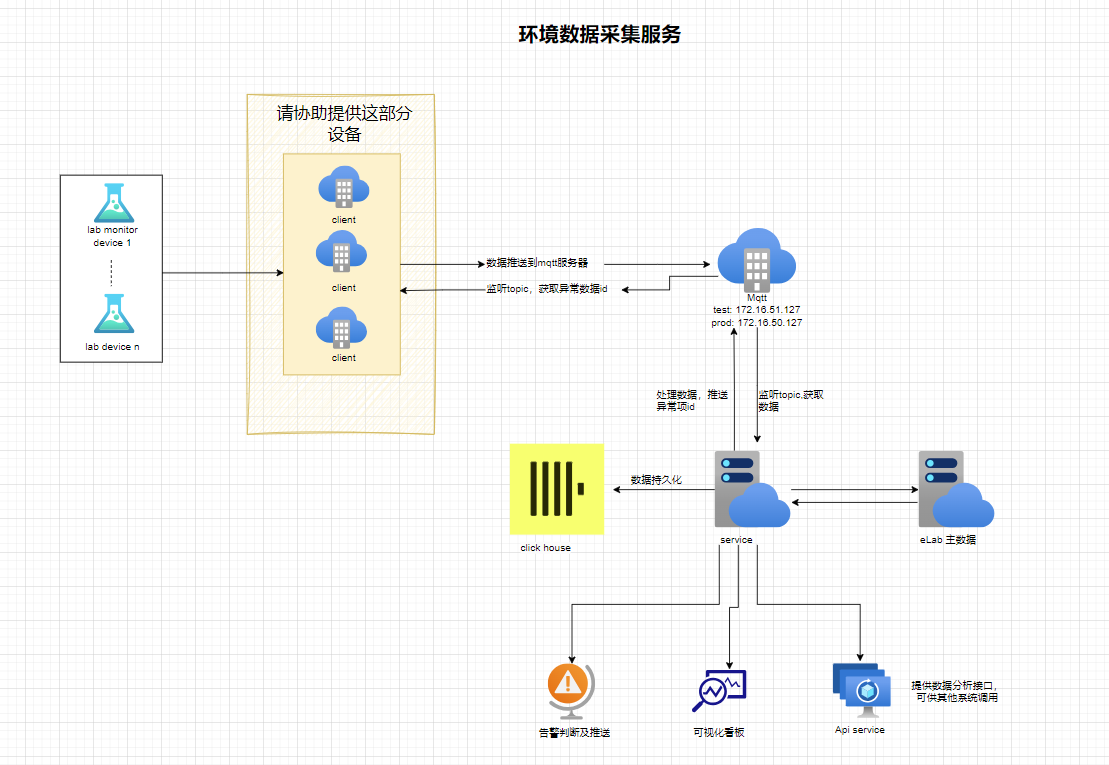 环境数据采集服务
请协助提供这部分
设备
client
client
client
lab monitor
device 1
lab device n
数据推送到mqtt服务器
监听topic，获取异常数据id
Mqtt
test: 172.16.51.127
prod: 172.16.50.127
处理数据，推送
异常项id
监听topic,获取
数据
数据持久化
click house
service
eLab 主数据
告警判断及推送
可视化看板
Api service
提供数据分析接口，
可供其他系统调用